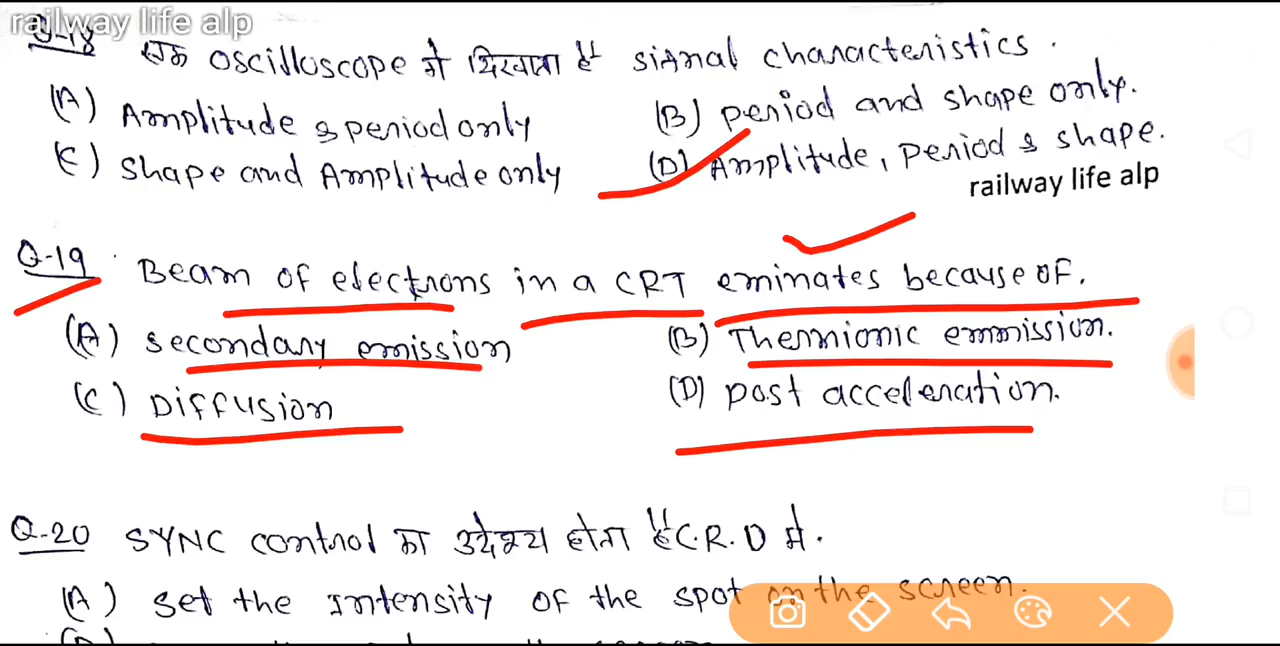 railway life alp
Q-18 एक oscilloscope में दिखाता है signal characteristics.
(A) Amplitude & period only (B) period and shape only.
(C) shape and Amplitude only (D) Amplitude, period & shape.
railway life alp
Q-19 Beam of electrons in a CRT eminates because of.
(A) secondary emission (B) Thermionic emmission.
(C) Diffusion (D) post acceleration.
Q-20 SYNC control का उद्देश्य होता है C.R.O में.
(A) set the Intensity of the spot on the screen.